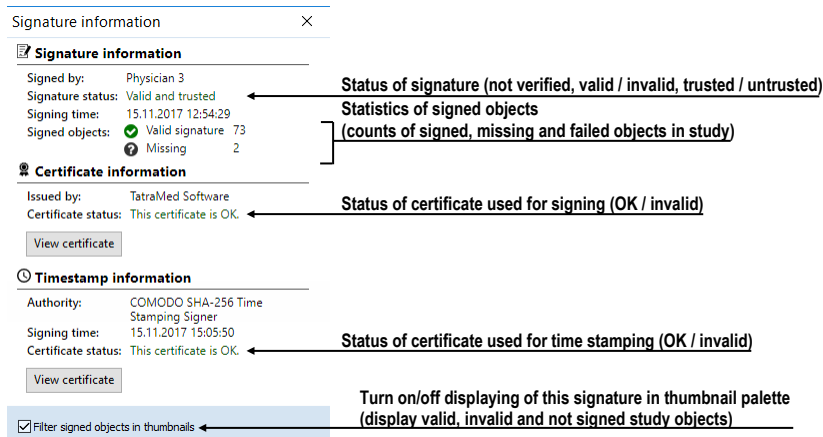 Signature information
Signature information
Signed by: Physician 3
Signature status: Valid and trusted
Status of signature (not verified, valid / invalid, trusted / untrusted)
Signing time: 15.11.2017 12:54:29
Statistics of signed objects
Signed objects: Valid signature 73
(counts of signed, missing and failed objects in study)
Missing 2
Certificate information
Issued by: TatraMed Software
Certificate status: This certificate is OK.
Status of certificate used for signing (OK / invalid)
View certificate
Timestamp information
Authority: COMODO SHA-256 Time
Stamping Signer
Signing time: 15.11.2017 15:05:50
Certificate status: This certificate is OK.
Status of certificate used for time stamping (OK / invalid)
View certificate
Turn on/off displaying of this signature in thumbnail palette
(display valid, invalid and not signed study objects)
Filter signed objects in thumbnails